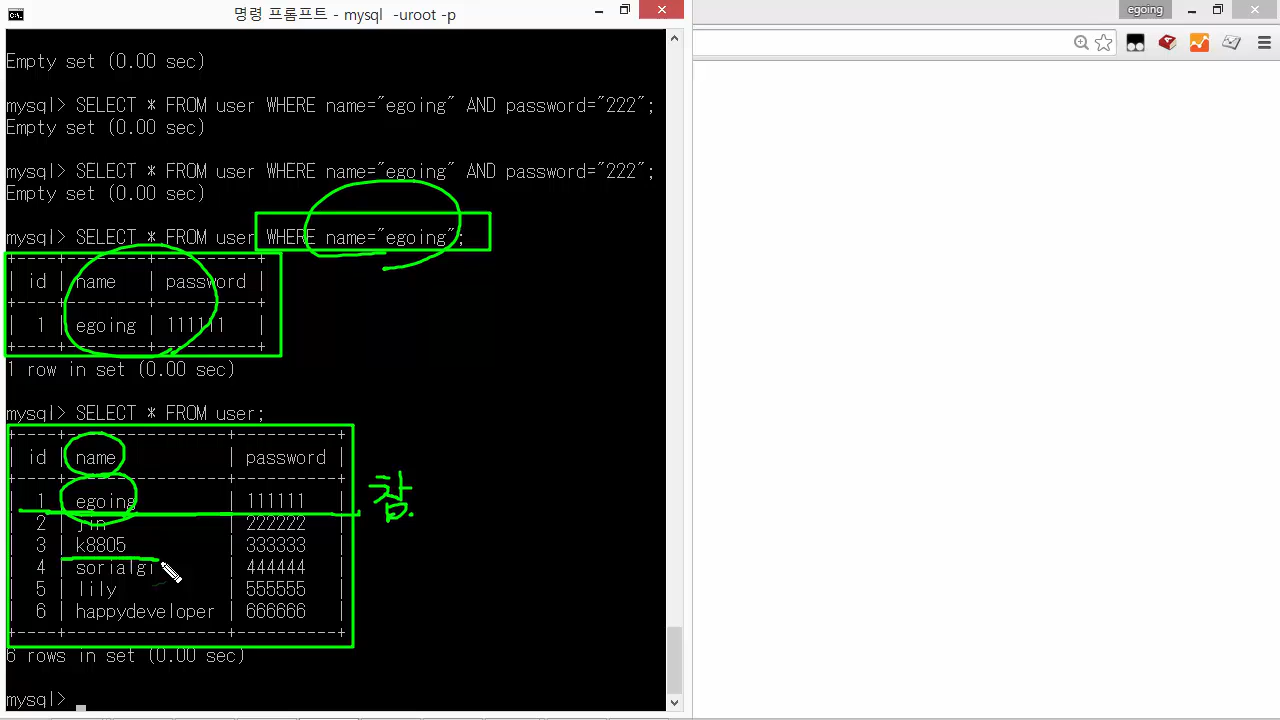 명령 프롬프트 - mysql -uroot -p
egoing
Empty set (0.00 sec)
mysql> SELECT * FROM user WHERE name="egoing" AND password="222";
Empty set (0.00 sec)
mysql> SELECT * FROM user WHERE name="egoing" AND password="222";
Empty set (0.00 sec)
mysql> SELECT * FROM user WHERE name="egoing";
+----+--------+----------+
| id | name | password |
+----+--------+----------+
| 1 | egoing | 111111 |
+----+--------+----------+
1 row in set (0.00 sec)
mysql> SELECT * FROM user;
+----+----------------+----------+
| id | name | password |
+----+----------------+----------+
| 1 | egoing | 111111 |
참.
| 2 | jin | 222222 |
| 3 | k8805 | 333333 |
| 4 | sorialgi | 444444 |
| 5 | lily | 555555 |
| 6 | happydeveloper | 666666 |
+----+----------------+----------+
6 rows in set (0.00 sec)
mysql>